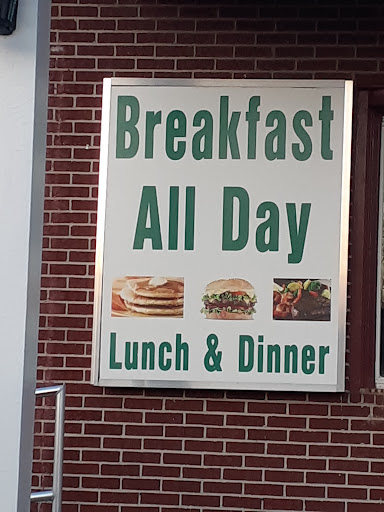 Breakfast
All Day
Lunch & Dinner